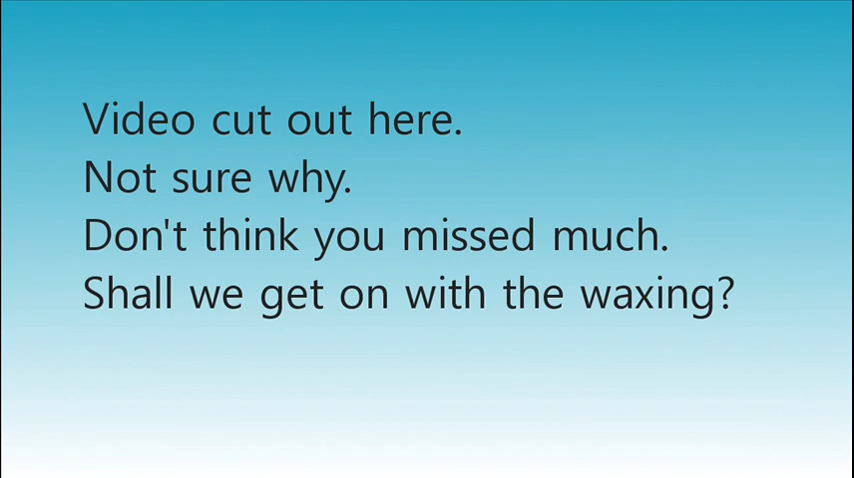 Video cut out here.
Not sure why.
Don't think you missed much.
Shall we get on with the waxing?